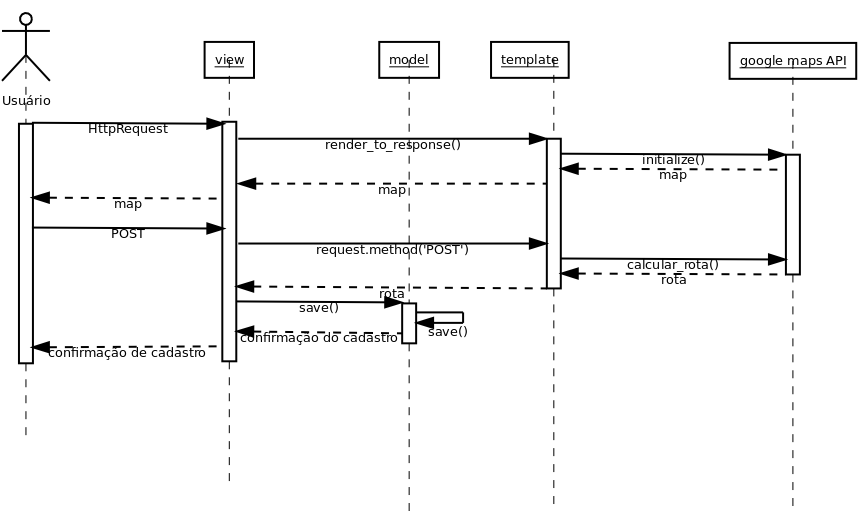 view
model
template
google maps API
Usuário
HttpRequest
render_to_response()
initialize()
map
map
map
POST
request.method('POST')
calcular_rota()
rota
rota
save()
save()
confirmação do cadastro
confirmação de cadastro